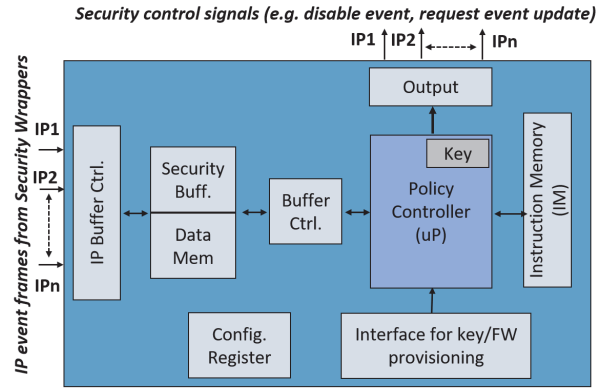 Security control signals (e.g. disable event, request event update)
IP1 IP2 IPn
Output
IP event frames from Security Wrappers
IP1
IP2
IPn
IP Buffer Ctrl.
Security
Buff.
Data
Mem
Buffer
Ctrl.
Key
Policy
Controller
(uP)
Instruction Memory
(IM)
Config.
Register
Interface for key/FW
provisioning